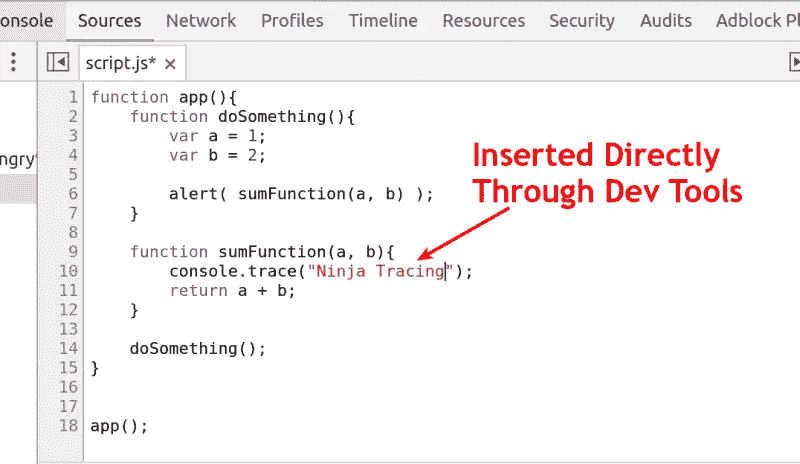 onsole Sources Network Profiles Timeline Resources Security Audits Adblock Pl
script.js* ×
ngry'
1 function app(){
2 function doSomething(){
3 var a = 1;
4 var b = 2;
5
6 alert( sumFunction(a, b) );
7 }
8
9 function sumFunction(a, b){
10 console.trace("Ninja Tracing");
11 return a + b;
12 }
13
14 doSomething();
15 }
16
17
18 app();
Inserted Directly
Through Dev Tools